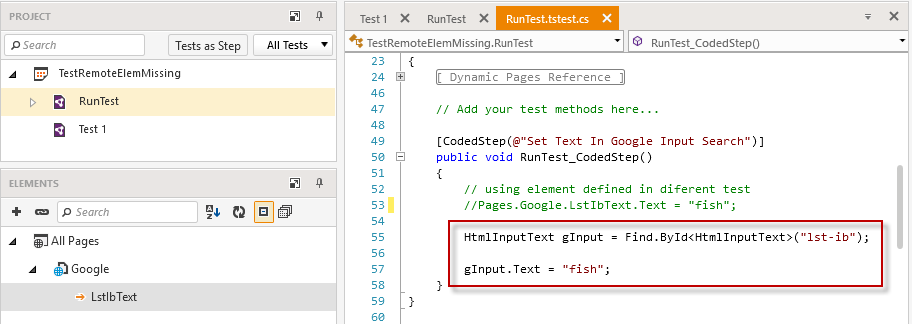 PROJECT
Search
Tests as Step
All Tests
TestRemoteElemMissing
RunTest
Test 1
ELEMENTS
Search
All Pages
Google
LstIbText
Test 1
RunTest
RunTest.tstest.cs
TestRemoteElemMissing.RunTest
RunTest_CodedStep()
23 {
24 [ Dynamic Pages Reference ]
46
47 // Add your test methods here...
48
49 [CodedStep(@"Set Text In Google Input Search")]
50 public void RunTest_CodedStep()
51 {
52 // using element defined in diferent test
53 //Pages.Google.LstIbText.Text = "fish";
54
55 HtmlInputText gInput = Find.ById<HtmlInputText>("lst-ib");
56
57 gInput.Text = "fish";
58 }
59 }
60